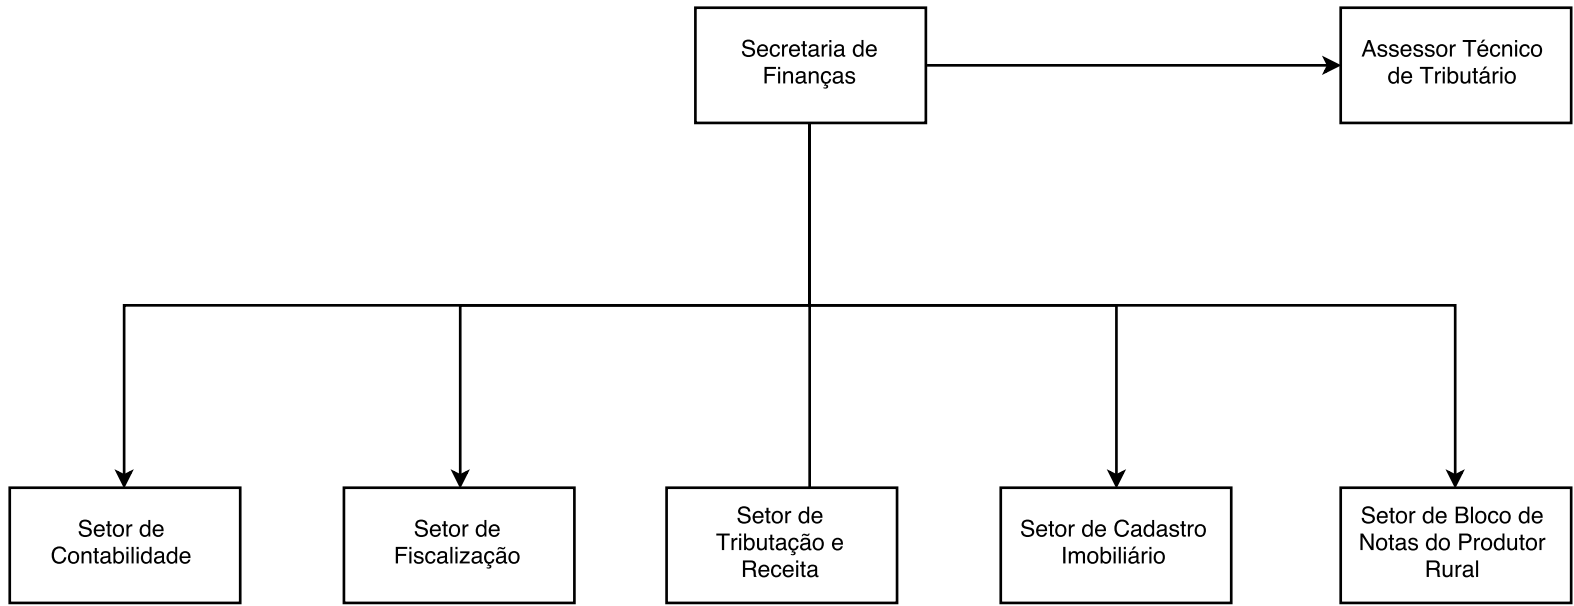 Secretaria de
Finanças
Assessor Técnico
de Tributário
Setor de
Contabilidade
Setor de
Fiscalização
Setor de
Tributação e
Receita
Setor de Cadastro
Imobiliário
Setor de Bloco de
Notas do Produtor
Rural